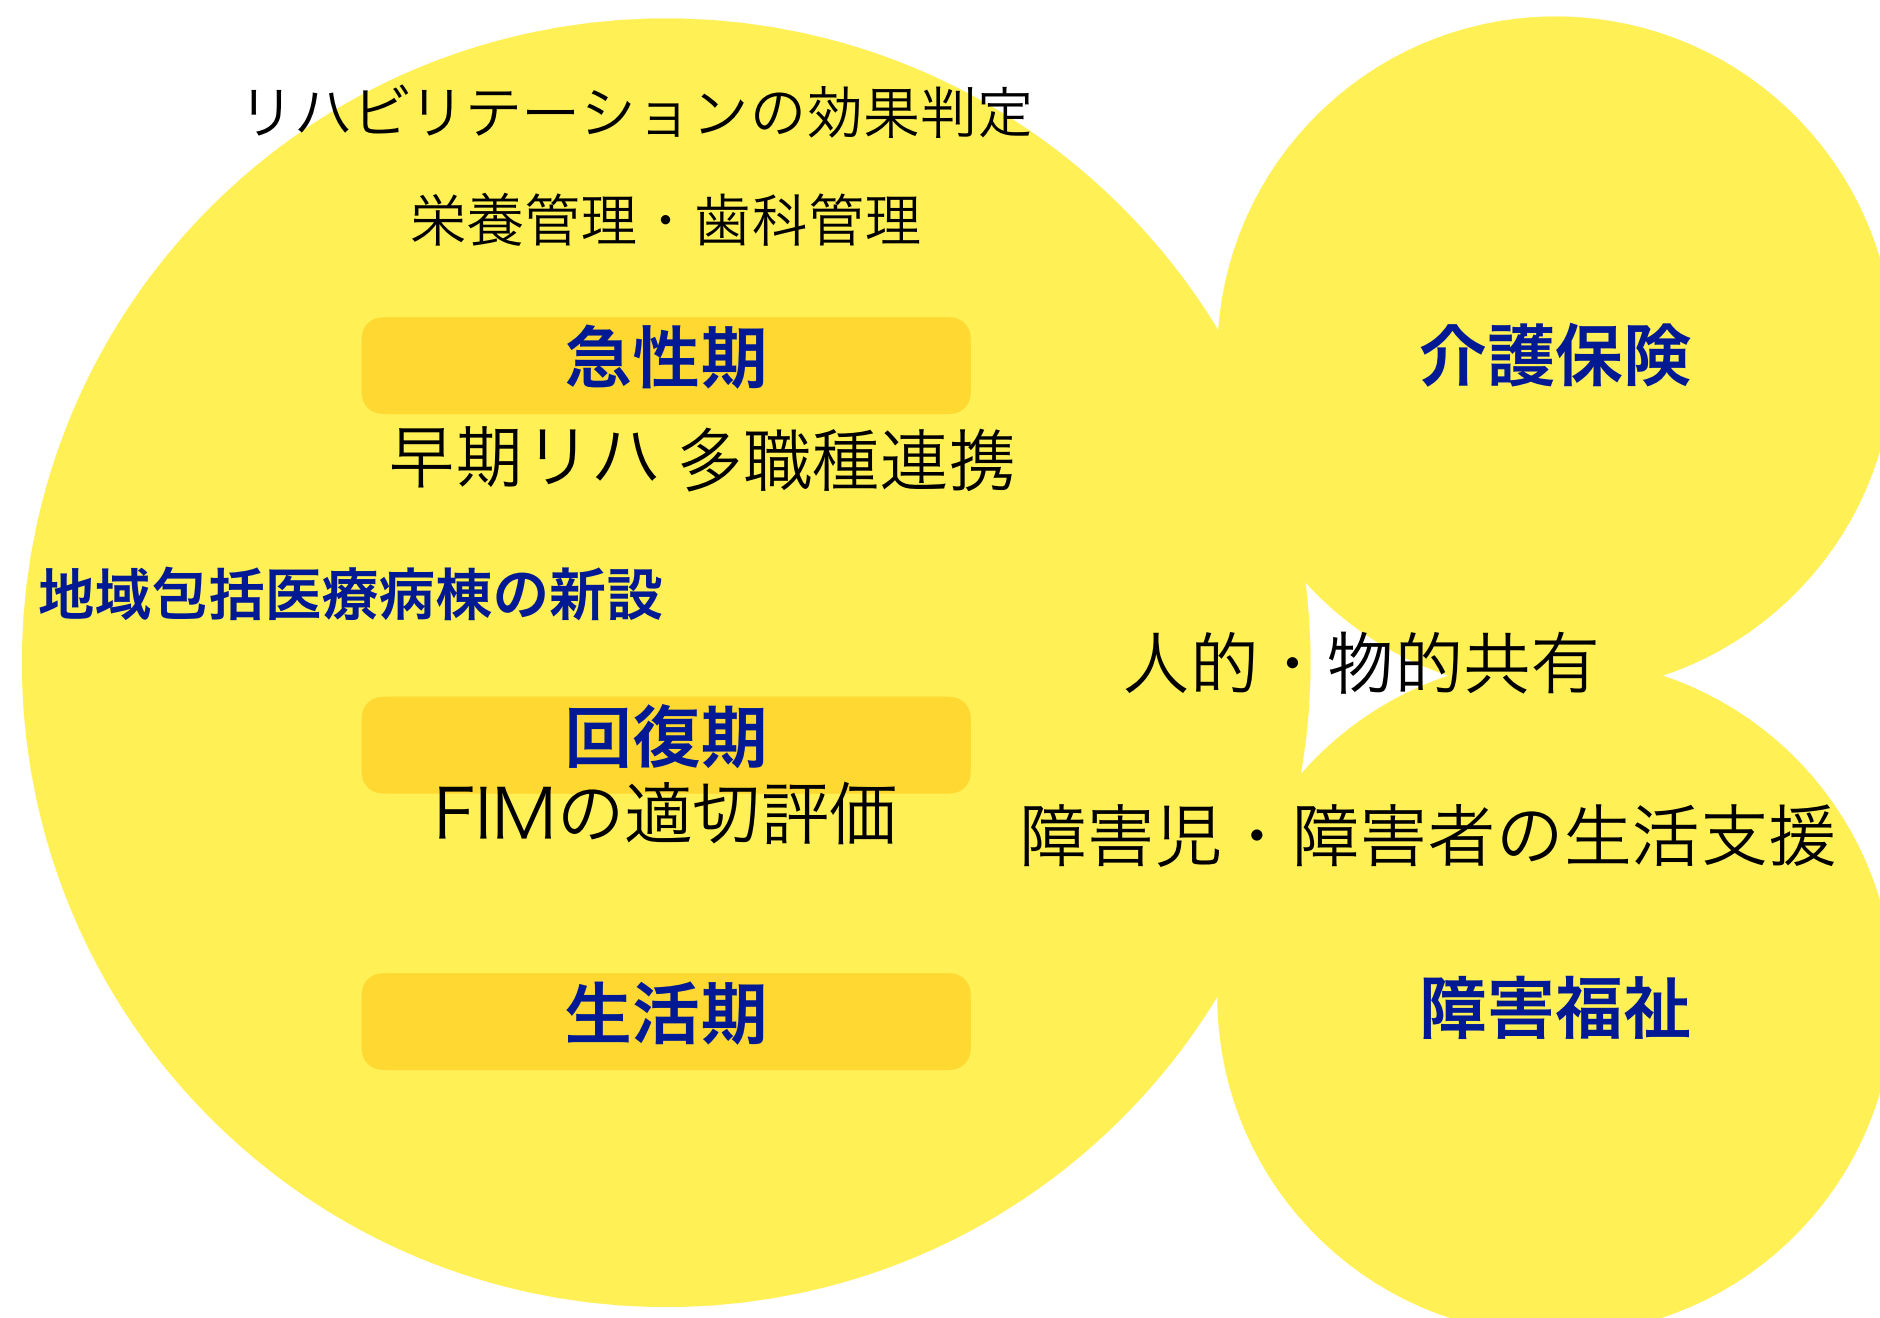 リハビリテーションの効果判定
栄養管理・歯科管理
急性期
早期リハ 多職種連携
地域包括医療病棟の新設
回復期
FIMの適切評価
生活期
介護保険
人的・物的共有
障害児・障害者の生活支援
障害福祉